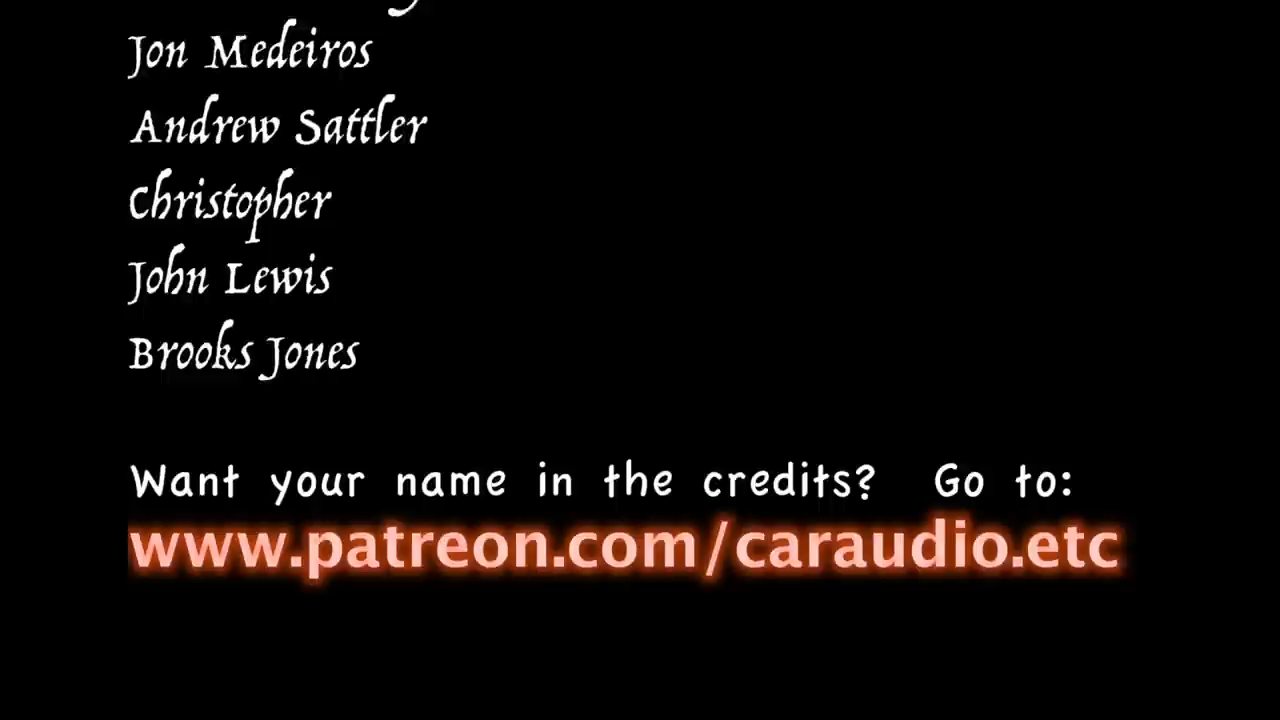 Jon Medeiros
Andrew Sattler
Christopher
John Lewis
Brooks Jones
Want your name in the credits? Go to:
www.patreon.com/caraudio.etc